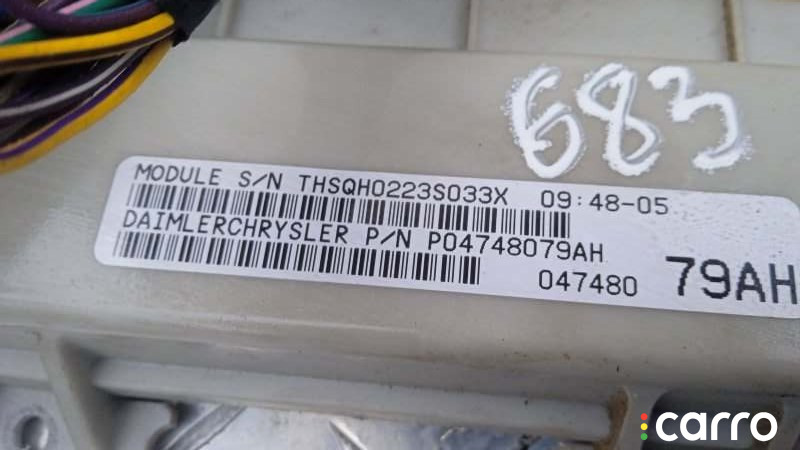 683
MODULE S/N THSQH0223S033X 09:48-05
DAIMLERCHRYSLER P/N P04748079AH
047480 79AH
carro